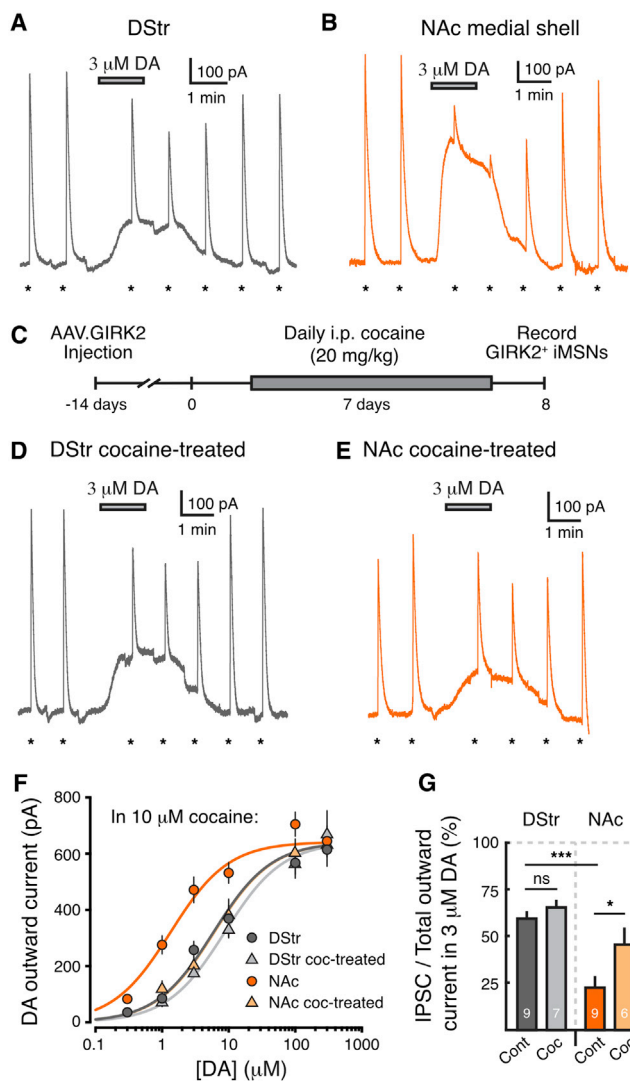 A
DStr
3 µM DA
100 pA
1 min
* * * * * * *
B
NAc medial shell
3 µM DA
100 pA
1 min
* * * * * * *
C
AAV.GIRK2
Injection
Daily i.p. cocaine
(20 mg/kg)
Record
GIRK2⁺ iMSNs
-14 days
0
7 days
8
D
DStr cocaine-treated
3 µM DA
100 pA
1 min
* * * * * * *
E
NAc cocaine-treated
3 µM DA
100 pA
1 min
* * * * * *
F
In 10 µM cocaine:
DA outward current (pA)
800
600
400
200
0
0.1 1 10 100 1000
[DA] (µM)
DStr
DStr coc-treated
NAc
NAc coc-treated
G
DStr NAc
IPSC / Total outward
current in 3 µM DA (%)
100
75
50
25
***
ns
*
9 7 9 6
Cont Coc Cont Coc